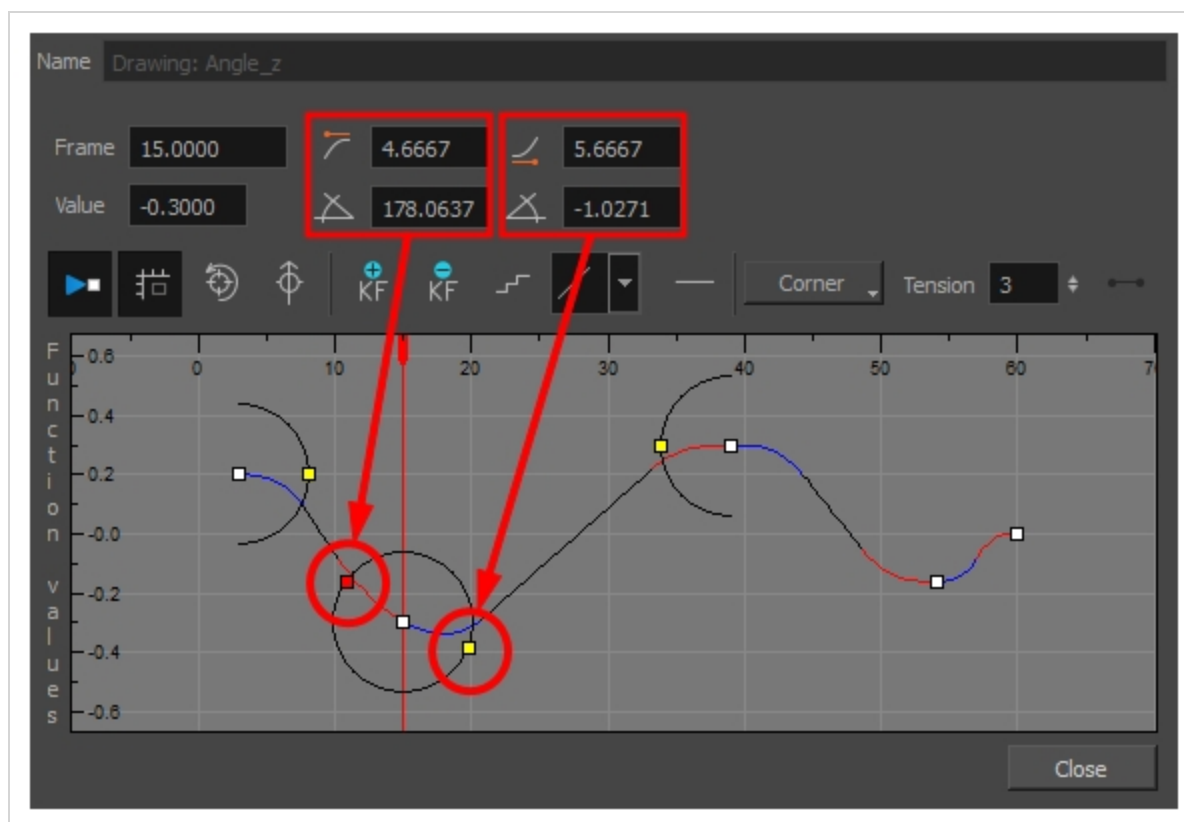 Name Drawing: Angle_z
Frame 15.0000 4.6667 5.6667
Value -0.3000 178.0637 -1.0271
KF KF Corner Tension 3
Function values
0 10 20 30 40 50 60 7
0.6
0.4
0.2
-0.0
-0.2
-0.4
-0.6
Close